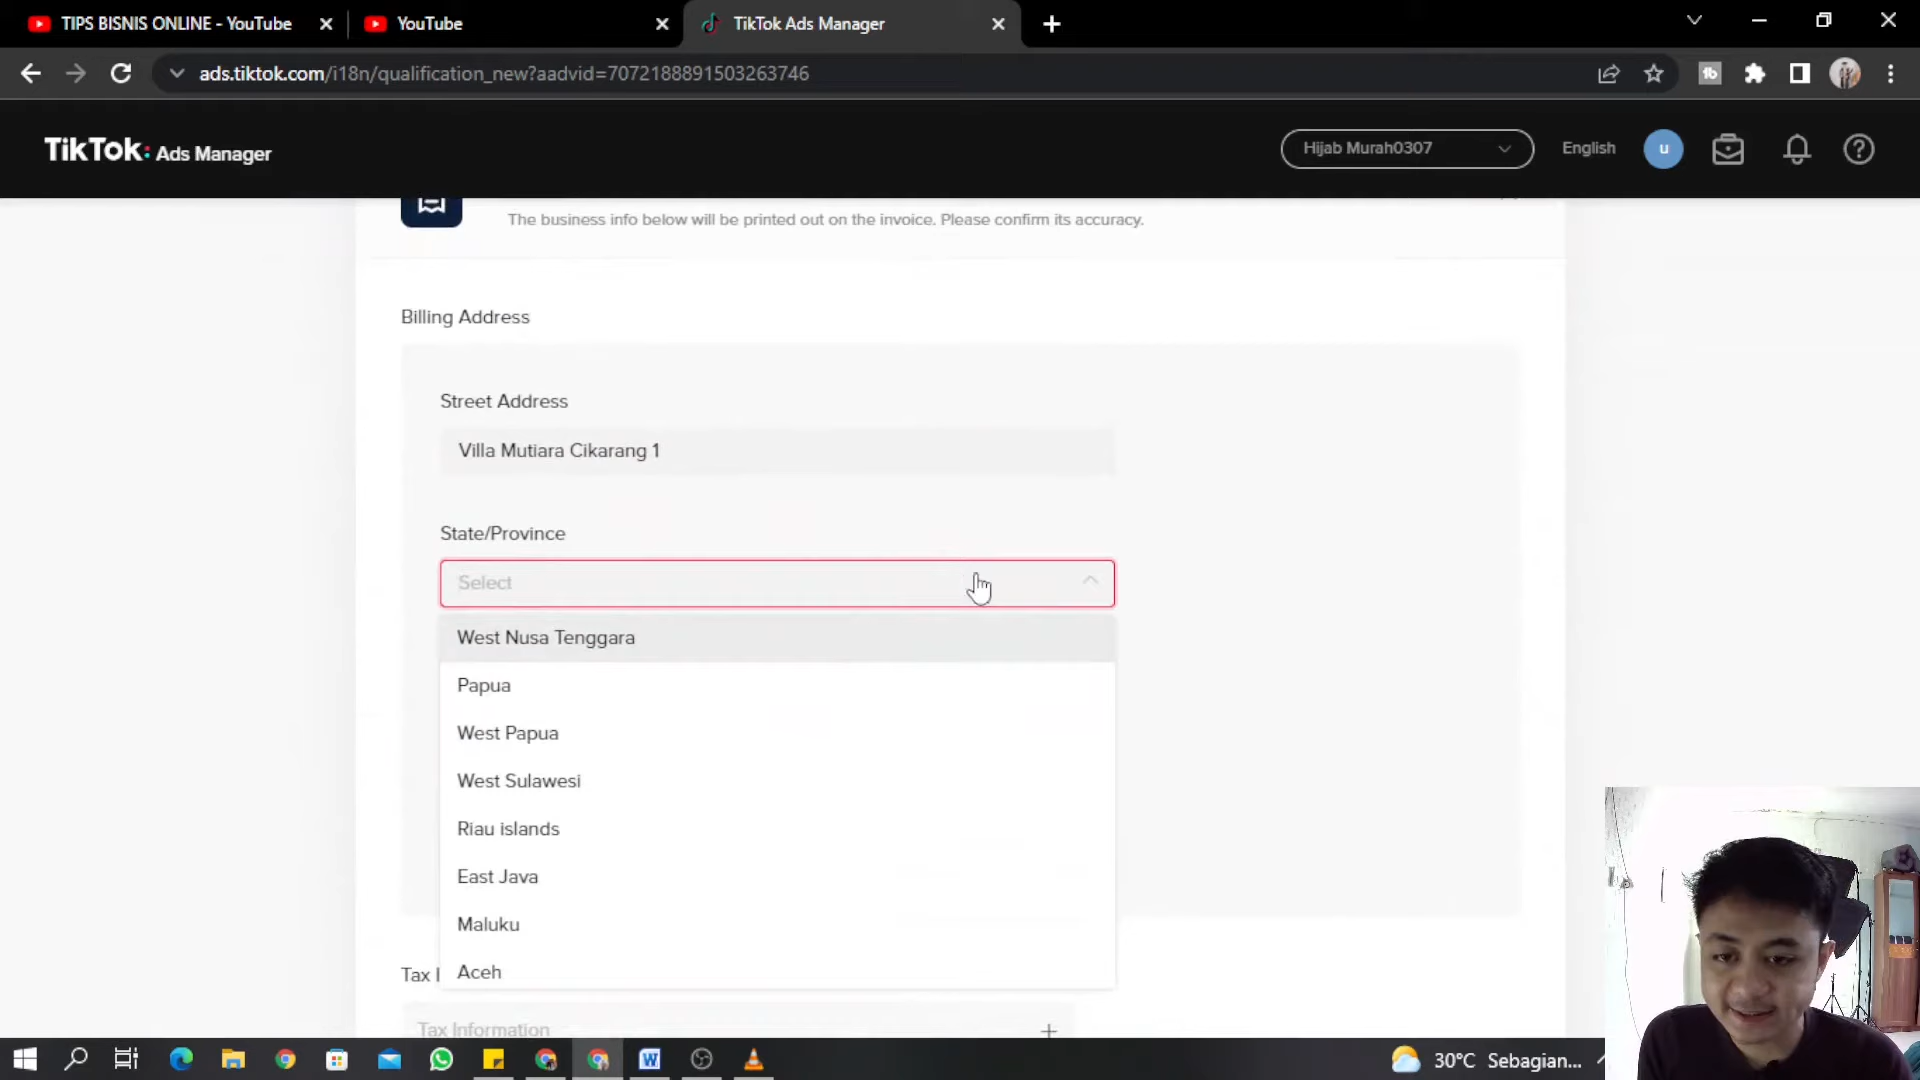 TIPS BISNIS ONLINE - YouTube
YouTube
TikTok Ads Manager
ads.tiktok.com/i18n/qualification_new?aadvid=7072188891503263746
TikTok: Ads Manager
Hijab Murah0307
English
u
The business info below will be printed out on the invoice. Please confirm its accuracy.
Billing Address
Street Address
Villa Mutiara Cikarang 1
State/Province
Select
West Nusa Tenggara
Papua
West Papua
West Sulawesi
Riau islands
East Java
Maluku
Aceh
Tax I
Tax Information
30°C Sebagian...